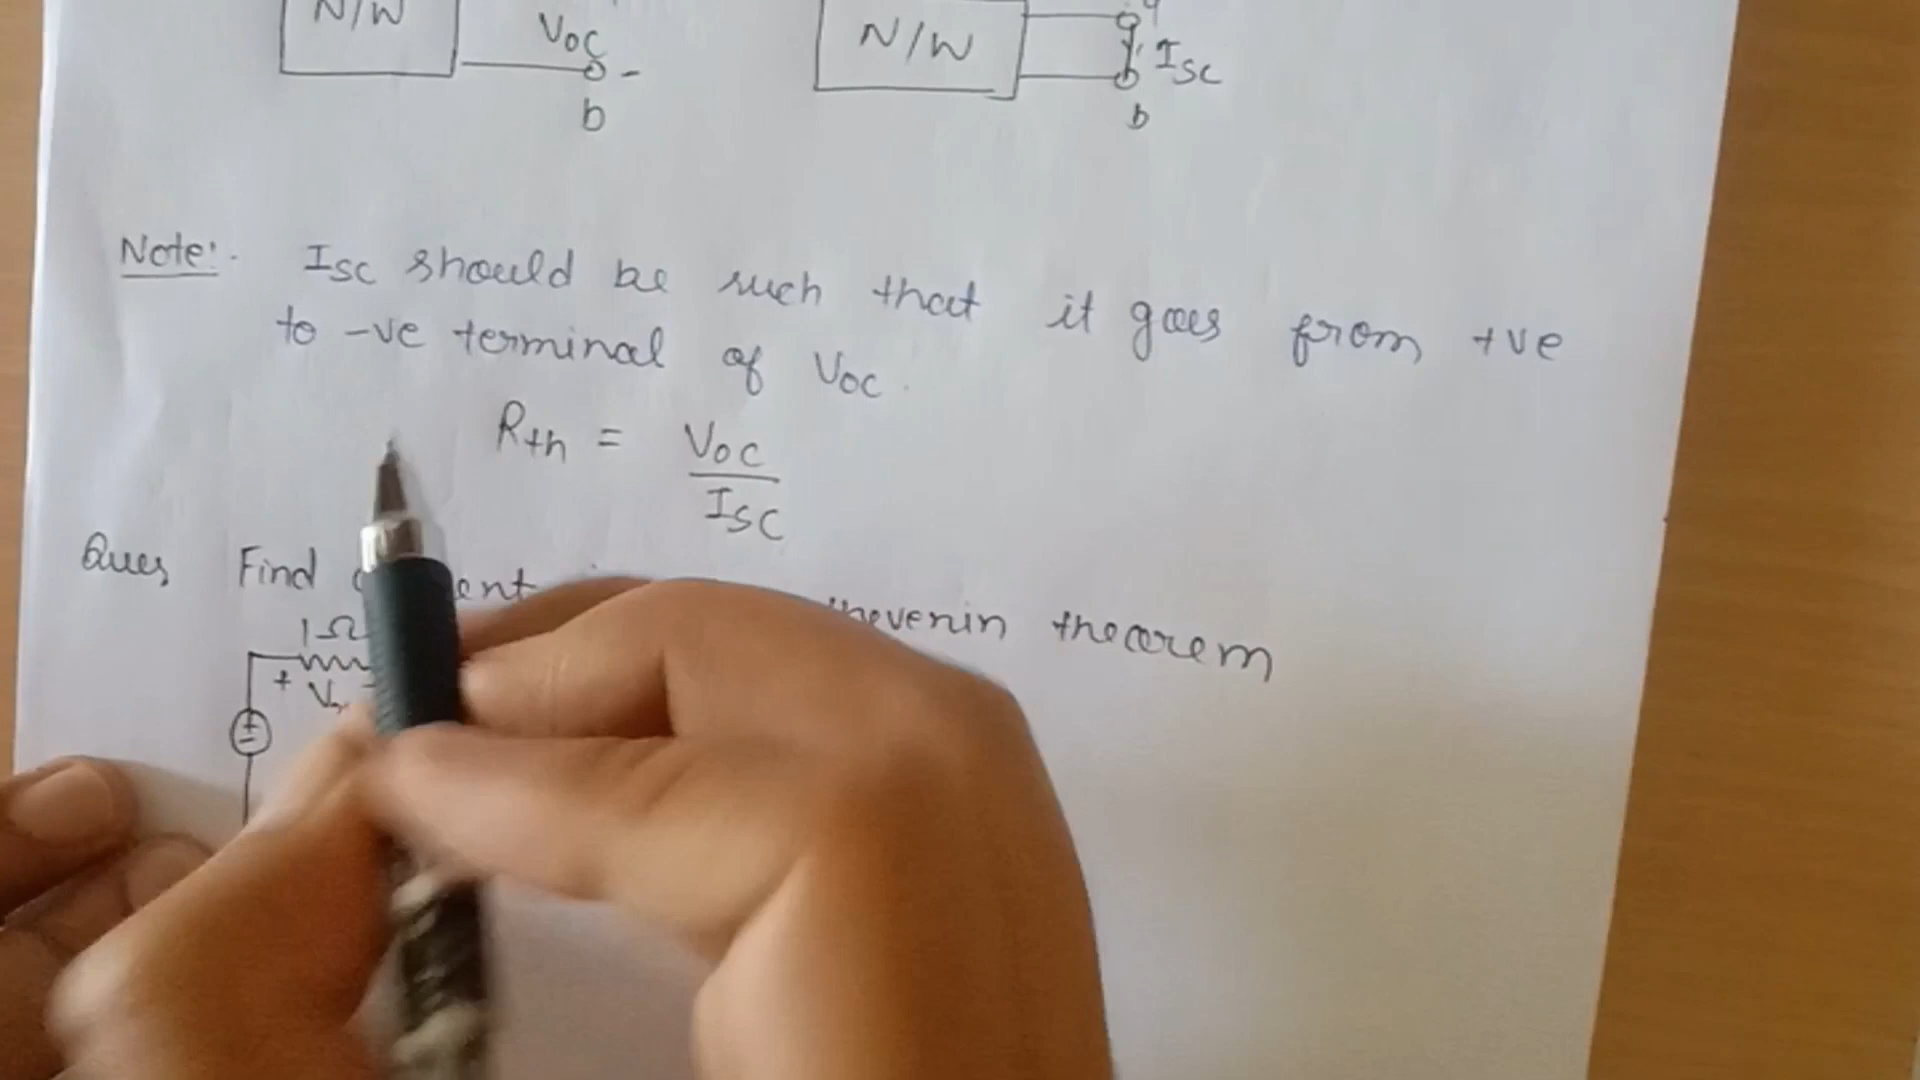 N/W
Voc
-
b
N/W
Isc
b
Note:- Isc should be such that it goes from +ve
to -ve terminal of Voc.
Rth = Voc
Isc
Ques Find thevenin theorem
1Ω
+ Vx
+
-